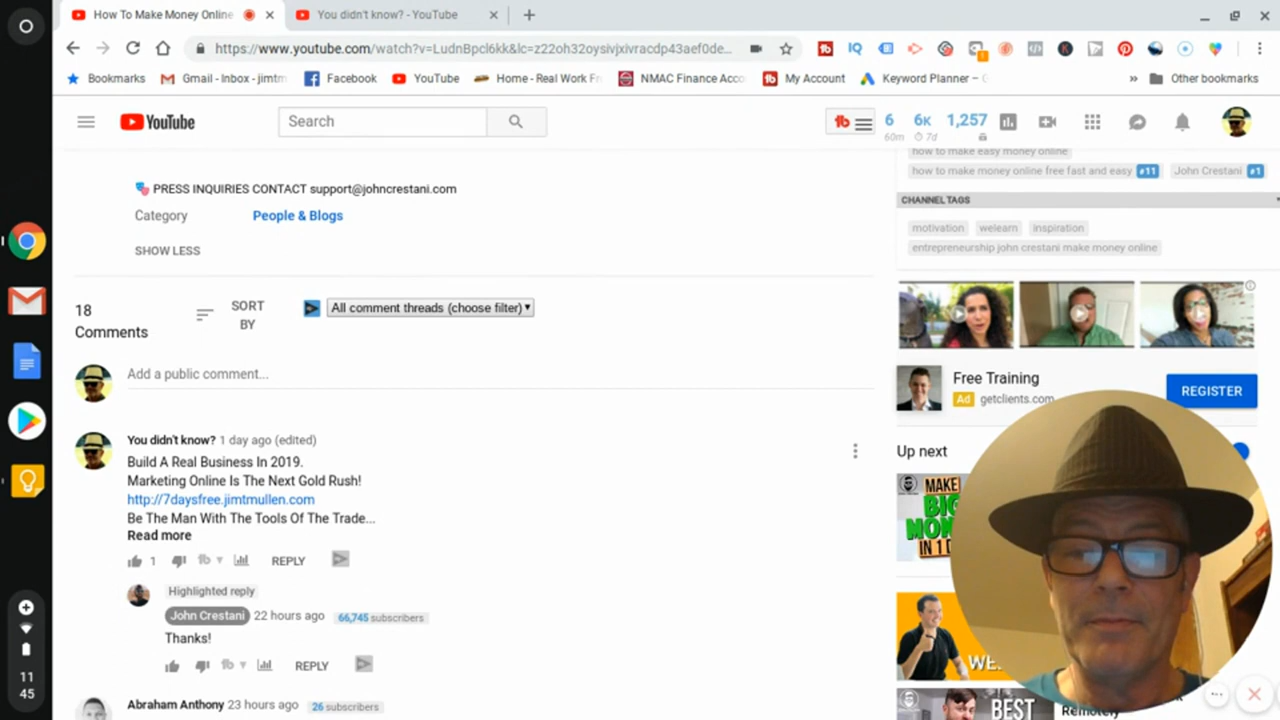 How To Make Money Online
You didn't know? - YouTube
https://www.youtube.com/watch?v=LudnBpcl6kk&lc=z22oh32oysivjxivracdp43aef0de...
Bookmarks
Gmail - Inbox - jimtm
Facebook
YouTube
Home - Real Work Fr
NMAC Finance Acco
My Account
Keyword Planner – G
»
Other bookmarks
YouTube
Search
6
60m
6K
7d
1,257
how to make easy money online
how to make money online free fast and easy #11 John Crestani #1
CHANNEL TAGS
motivation welearn inspiration
entrepreneurship john crestani make money online
PRESS INQUIRIES CONTACT support@johncrestani.com
Category People & Blogs
SHOW LESS
18
Comments
SORT
BY
All comment threads (choose filter)
Add a public comment...
You didn't know? 1 day ago (edited)
Build A Real Business In 2019.
Marketing Online Is The Next Gold Rush!
http://7daysfree.jimtmullen.com
Be The Man With The Tools Of The Trade...
Read more
1 REPLY
Highlighted reply
John Crestani 22 hours ago 66,745 subscribers
Thanks!
REPLY
Abraham Anthony 23 hours ago 26 subscribers
Free Training
Ad getclients.com
REGISTER
Up next
MAKE
BIG
MON
IN 1 D
WE
BEST
Remotely
11
45